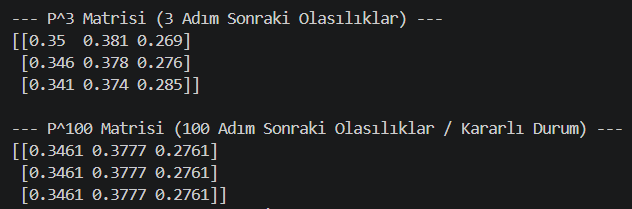 --- P^3 Matrisi (3 Adım Sonraki Olasılıklar) ---
[[0.35  0.381 0.269]
 [0.346 0.378 0.276]
 [0.341 0.374 0.285]]

--- P^100 Matrisi (100 Adım Sonraki Olasılıklar / Kararlı Durum) ---
[[0.3461 0.3777 0.2761]
 [0.3461 0.3777 0.2761]
 [0.3461 0.3777 0.2761]]